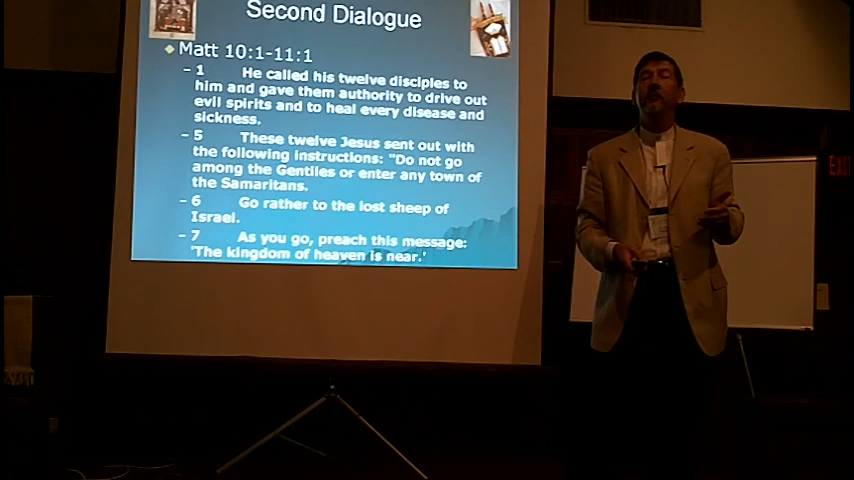 Second Dialogue
Matt 10:1-11:1
– 1 He called his twelve disciples to
him and gave them authority to drive out
evil spirits and to heal every disease and
sickness.
– 5 These twelve Jesus sent out with
the following instructions: "Do not go
among the Gentiles or enter any town of
the Samaritans.
– 6 Go rather to the lost sheep of
Israel.
– 7 As you go, preach this message:
'The kingdom of heaven is near.'
EXIT